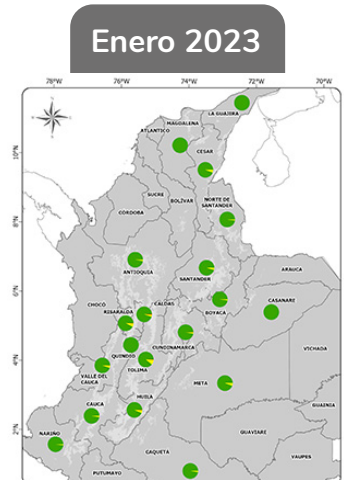 Enero 2023
78°W 76°W 74°W 72°W 70°W
LA GUAJIRA
MAGDALENA
ATLANTICO
10°N
CESAR
SUCRE
NORTE DE
SANTANDER
BOLÍVAR
CORDOBA
8°N
ANTIOQUIA
SANTANDER
ARAUCA
6°N
CHOCÓ
CALDAS
CASANARE
RISARALDA
BOYACA
CUNDINAMARCA
VICHADA
QUINDIO
4°N
TOLIMA
VALLE DEL
CAUCA
META
HUILA
CAUCA
GUAINIA
2°N
NARIÑO
GUAVIARE
CAQUETA
VAUPES
PUTUMAYO